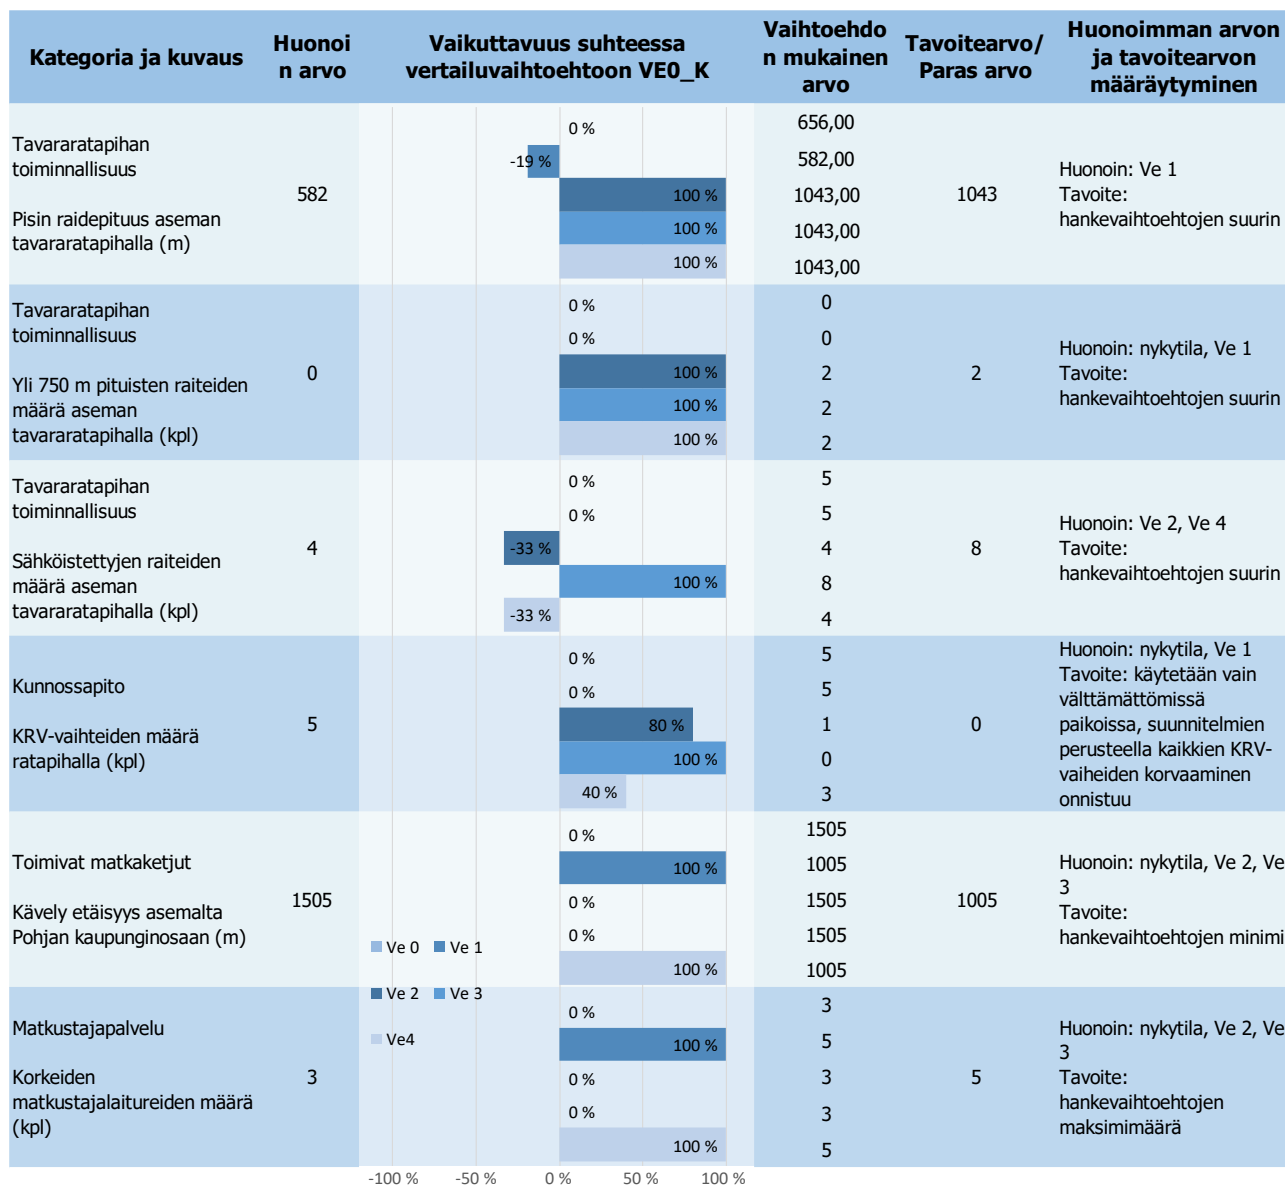 Kategoria ja kuvaus
Huonoi
n arvo
Vaikuttavuus suhteessa
vertailuvaihtoehtoon VE0_K
Vaihtoehdo
n mukainen
arvo
Tavoitearvo/
Paras arvo
Huonoimman arvon
ja tavoitearvon
määräytyminen
Tavararatapihan
toiminnallisuus
Pisin raidepituus aseman
tavararatapihalla (m)
582
0 %
-19 %
100 %
100 %
100 %
656,00
582,00
1043,00
1043,00
1043,00
1043
Huonoin: Ve 1
Tavoite:
hankevaihtoehtojen suurin
Tavararatapihan
toiminnallisuus
Yli 750 m pituisten raiteiden
määrä aseman
tavararatapihalla (kpl)
0
0 %
0 %
100 %
100 %
100 %
0
0
2
2
2
2
Huonoin: nykytila, Ve 1
Tavoite:
hankevaihtoehtojen suurin
Tavararatapihan
toiminnallisuus
Sähköistettyjen raiteiden
määrä aseman
tavararatapihalla (kpl)
4
0 %
0 %
-33 %
100 %
-33 %
5
5
4
8
4
8
Huonoin: Ve 2, Ve 4
Tavoite:
hankevaihtoehtojen suurin
Kunnossapito
KRV-vaihteiden määrä
ratapihalla (kpl)
5
0 %
0 %
80 %
100 %
40 %
5
5
1
0
3
0
Huonoin: nykytila, Ve 1
Tavoite: käytetään vain
välttämättömissä
paikoissa, suunnitelmien
perusteella kaikkien KRV-
vaiheiden korvaaminen
onnistuu
Toimivat matkaketjut
Kävely etäisyys asemalta
Pohjan kaupunginosaan (m)
1505
0 %
100 %
0 %
0 %
100 %
1505
1005
1505
1505
1005
1005
Huonoin: nykytila, Ve 2, Ve
3
Tavoite:
hankevaihtoehtojen minimi
Ve 0 Ve 1
Ve 2 Ve 3
Ve4
Matkustajapalvelu
Korkeiden
matkustajalaitureiden määrä
(kpl)
3
0 %
100 %
0 %
0 %
100 %
3
5
3
3
5
5
Huonoin: nykytila, Ve 2, Ve
3
Tavoite:
hankevaihtoehtojen
maksimimäärä
-100 % -50 % 0 % 50 % 100 %